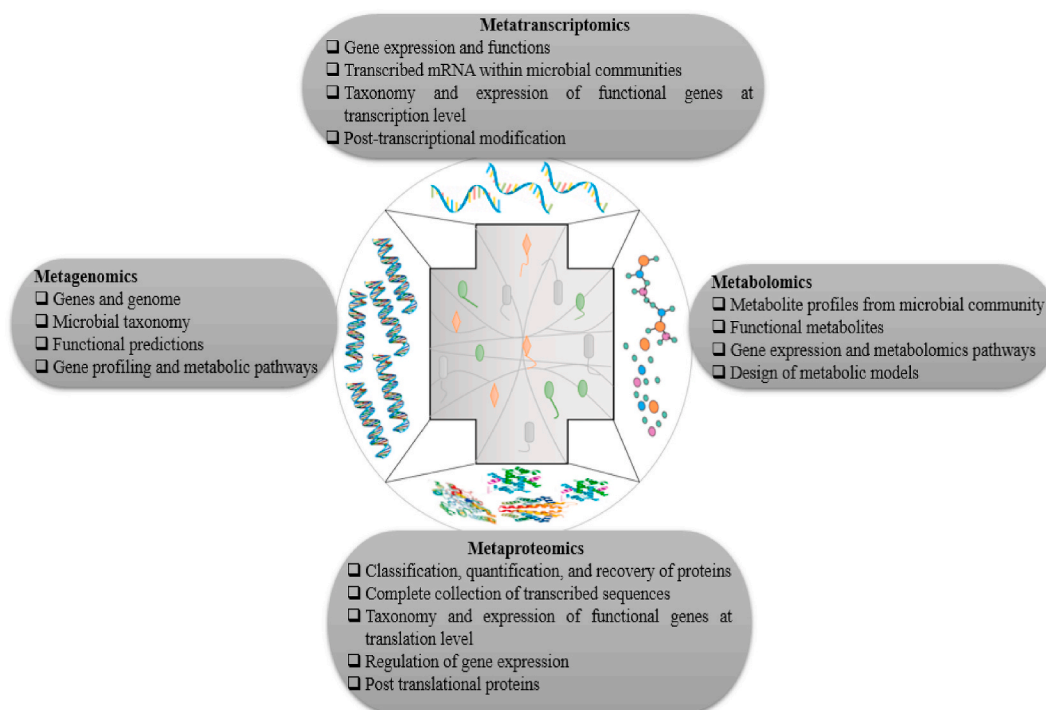 Metatranscriptomics
❑ Gene expression and functions
❑ Transcribed mRNA within microbial communities
❑ Taxonomy and expression of functional genes at
transcription level
❑ Post-transcriptional modification
Metagenomics
❑ Genes and genome
❑ Microbial taxonomy
❑ Functional predictions
❑ Gene profiling and metabolic pathways
Metabolomics
❑ Metabolite profiles from microbial community
❑ Functional metabolites
❑ Gene expression and metabolomics pathways
❑ Design of metabolic models
Metaproteomics
❑ Classification, quantification, and recovery of proteins
❑ Complete collection of transcribed sequences
❑ Taxonomy and expression of functional genes at
translation level
❑ Regulation of gene expression
❑ Post translational proteins